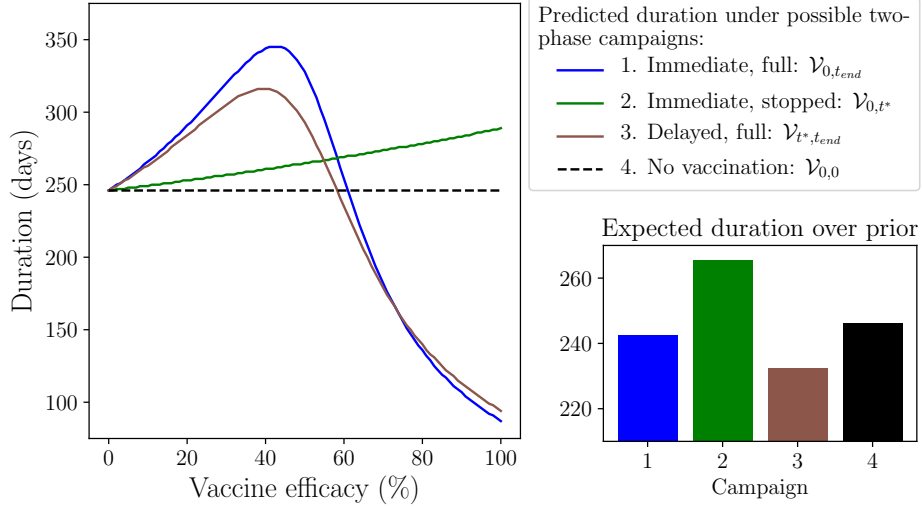 350
300
250
200
150
100
Duration (days)
0
20
40
60
80
100
Vaccine efficacy (%)
Predicted duration under possible two-
phase campaigns:
1. Immediate, full: 𝒱0,tend
2. Immediate, stopped: 𝒱0,t*
3. Delayed, full: 𝒱t*,tend
4. No vaccination: 𝒱0,0
Expected duration over prior
260
240
220
1
2
3
4
Campaign